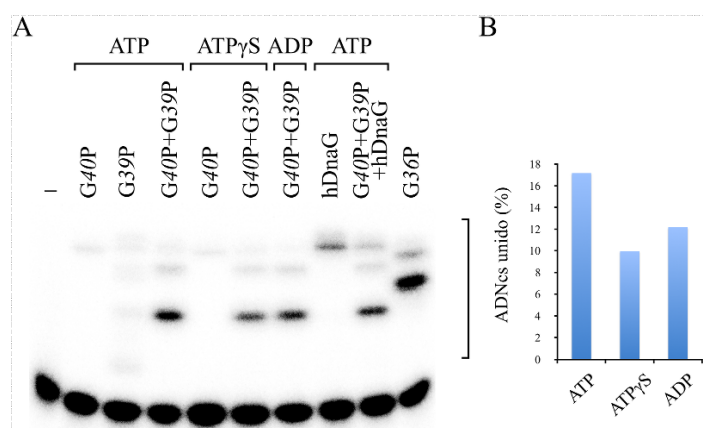 A
ATP
ATPγS
ADP
ATP
–
G40P
G39P
G40P+G39P
G40P
G40P+G39P
G40P+G39P
hDnaG
G40P+G39P
+hDnaG
G36P
B
ADNcs unido (%)
18
16
14
12
10
8
6
4
2
0
ATP
ATPγS
ADP